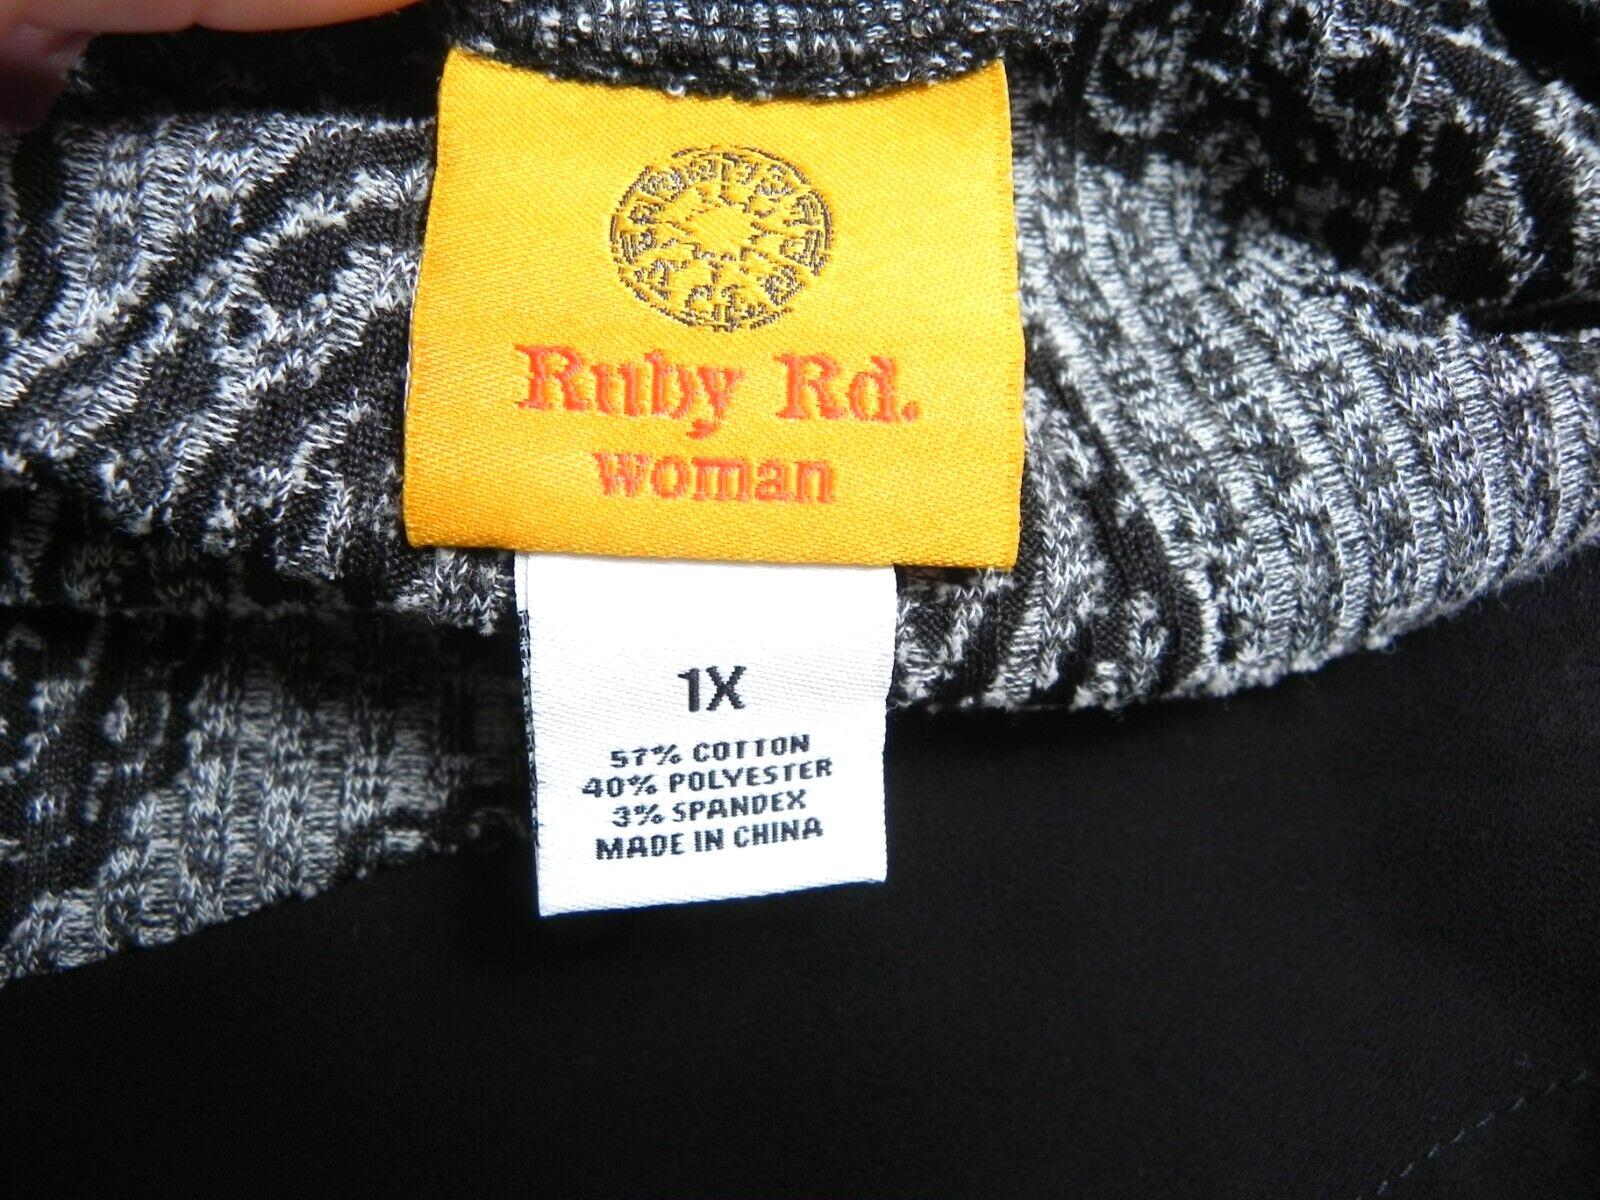 Ruby Rd.
woman
1X
57% COTTON
40% POLYESTER
3% SPANDEX
MADE IN CHINA